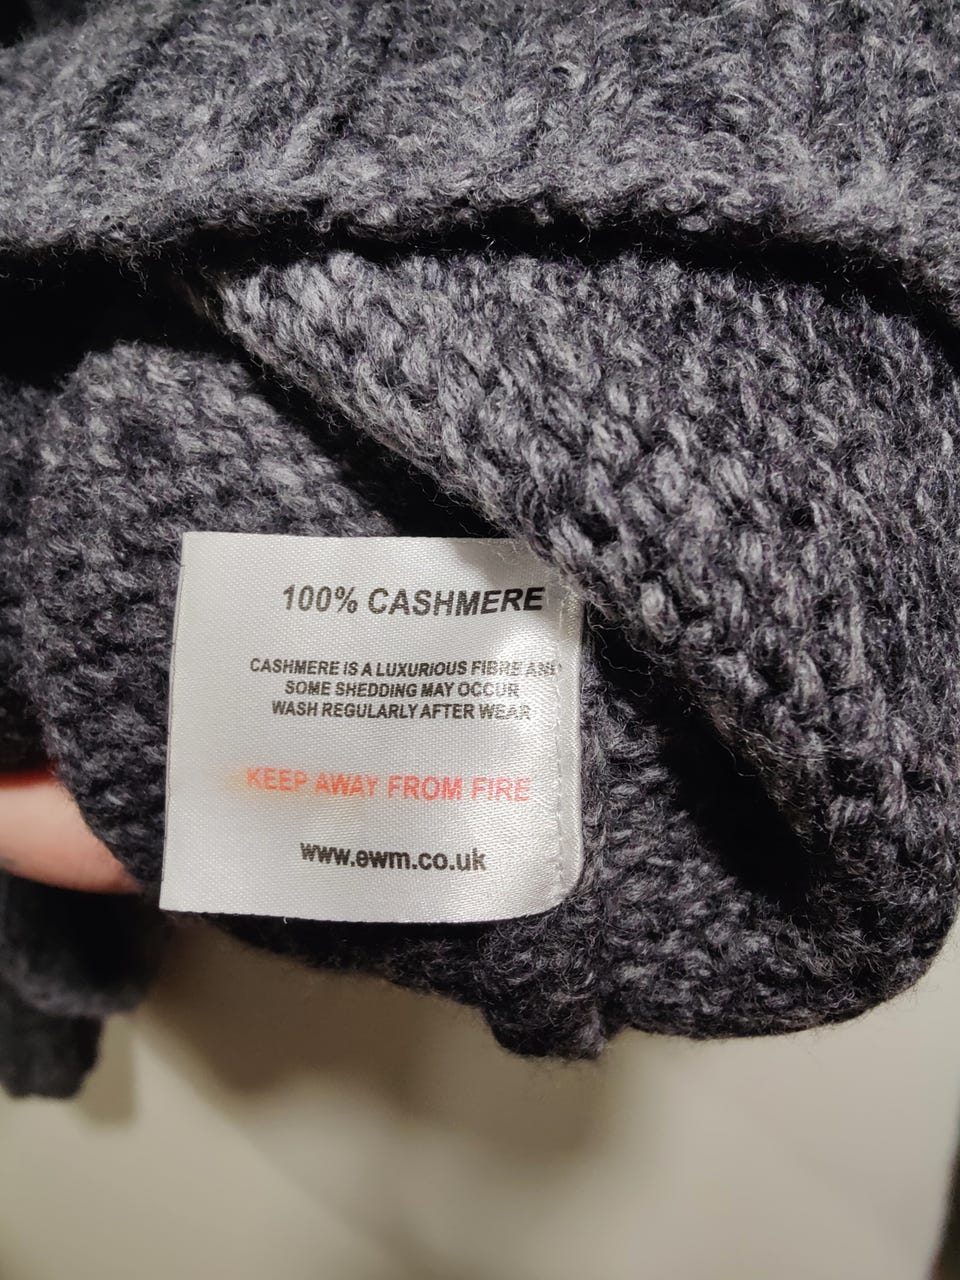 100% CASHMERE
CASHMERE IS A LUXURIOUS FIBRE AND
SOME SHEDDING MAY OCCUR
WASH REGULARLY AFTER WEAR
KEEP AWAY FROM FIRE
www.ewm.co.uk